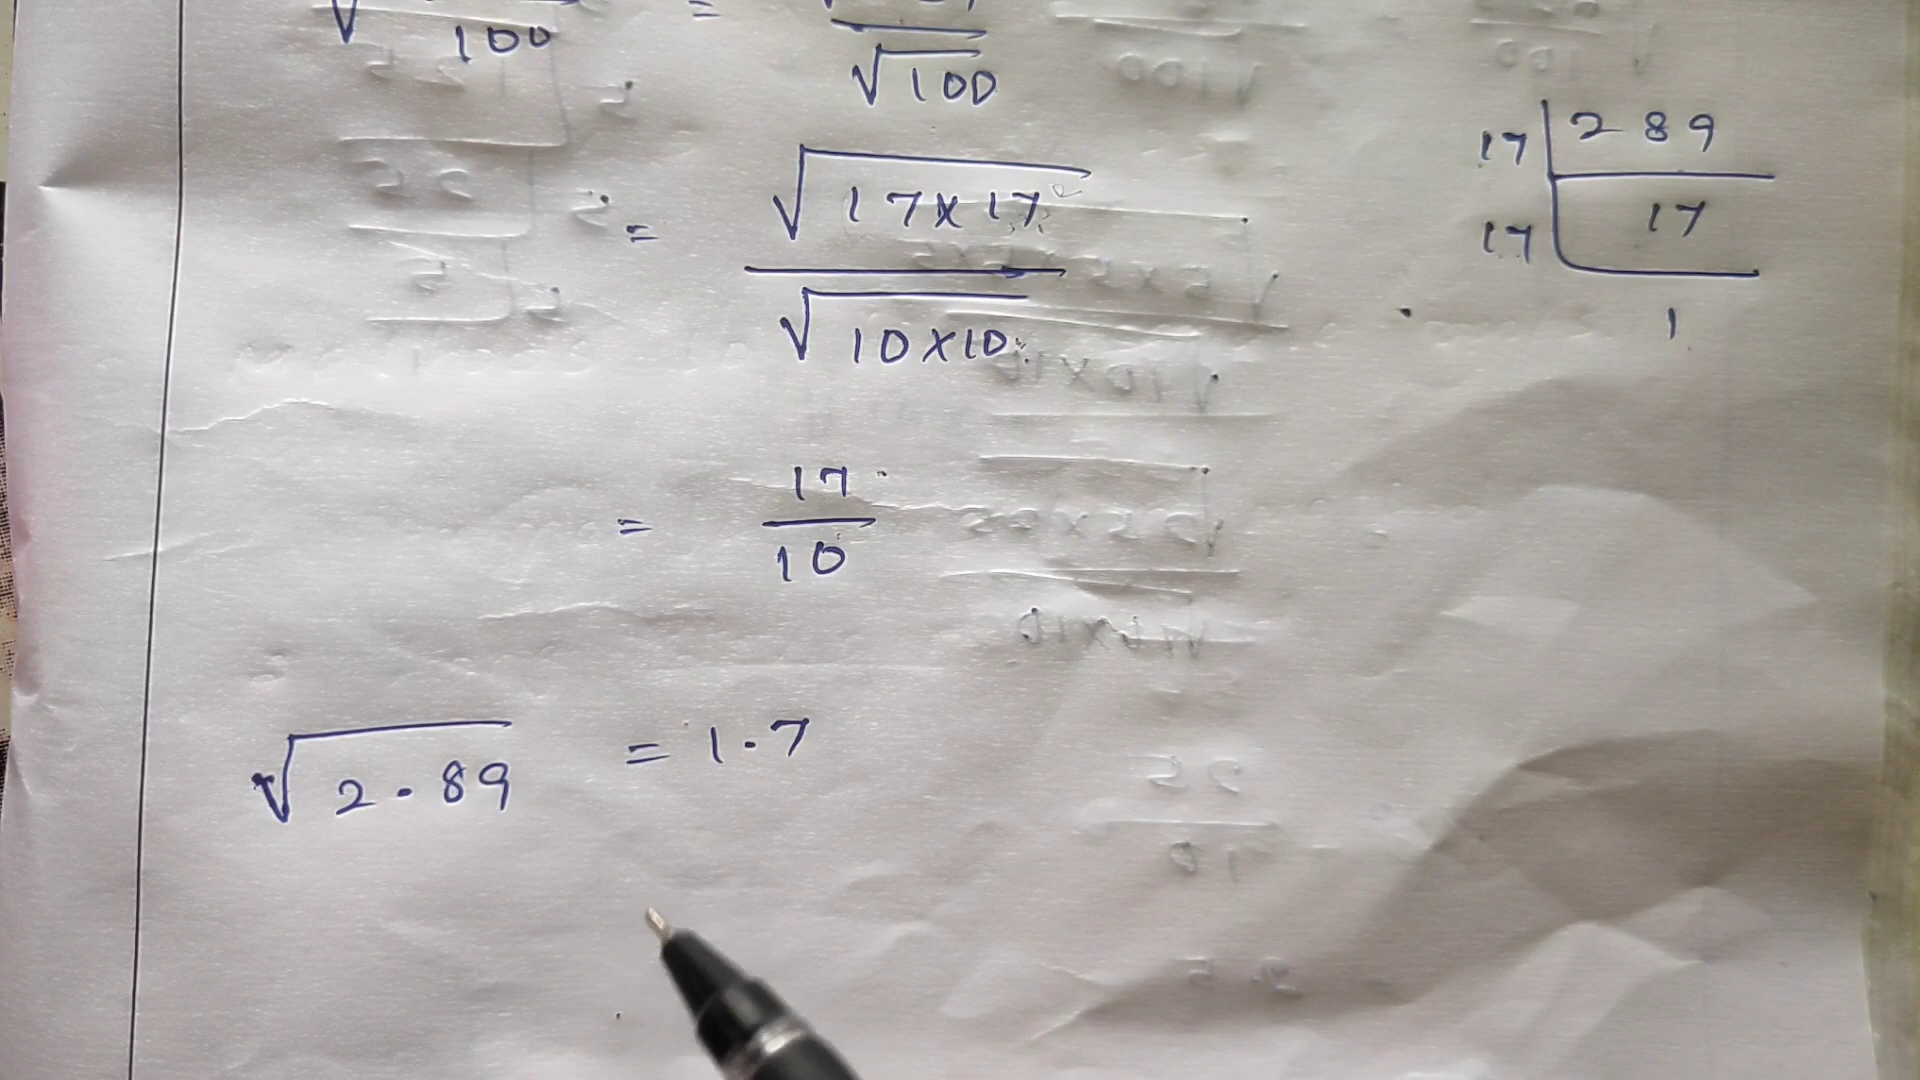 √ 100 = √ / √100
= √17×17 / √10×10
17 | 289
17 | 17
1
= 17/10
√2.89 = 1.7